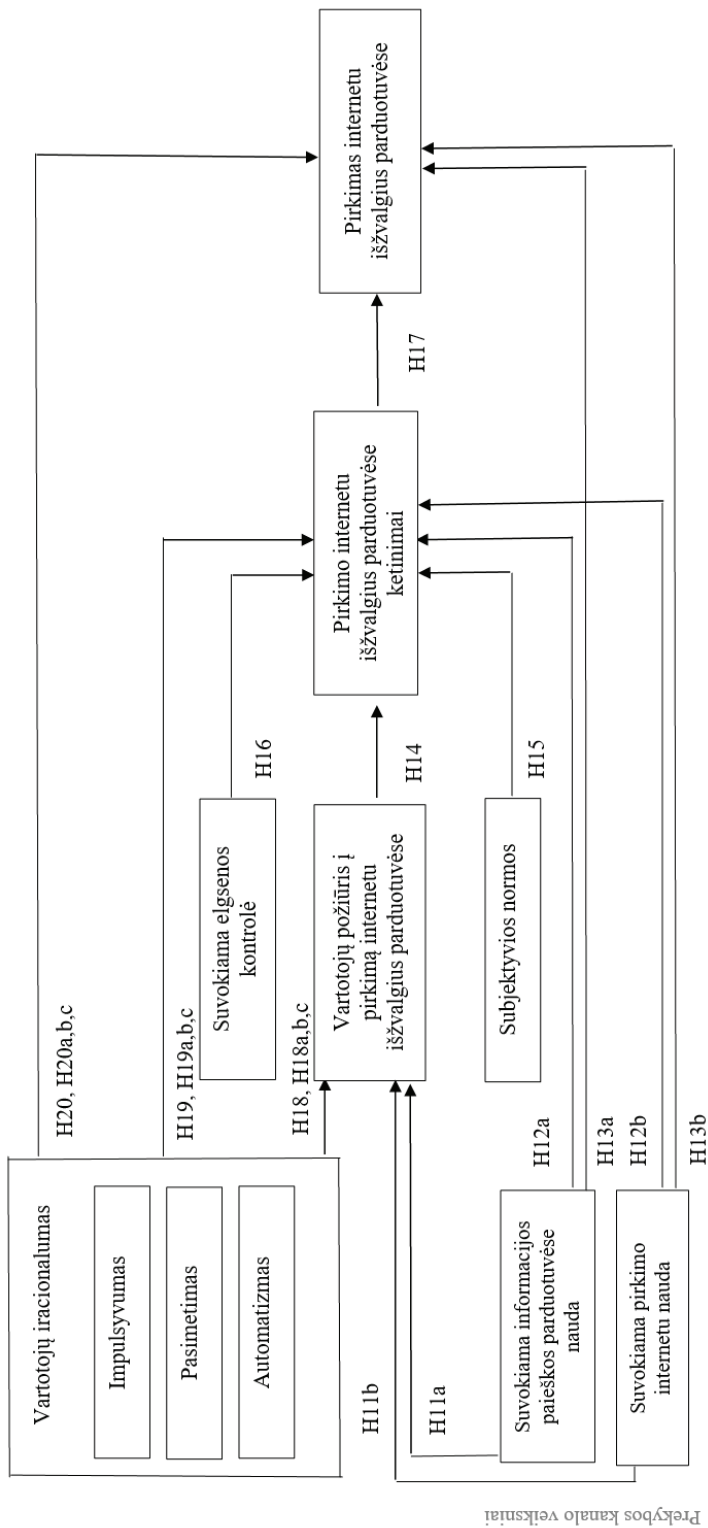 H20, H20a,b,c
Vartotojų iracionalumas
Impulsyvumas
Pasimetimas
Automatizmas
H19, H19a,b,c
Suvokiama elgsenos
kontrolė
H16
H18, H18a,b,c
Vartotojų požiūris į
pirkimą internetu
išžvalgius parduotuvėse
H14
Pirkimo internetu
išžvalgius parduotuvėse
ketinimai
H17
Pirkimas internetu
išžvalgius parduotuvėse
H11b
H11a
Subjektyvios normos
H15
Suvokiama informacijos
paieškos parduotuvėse
nauda
H12a
H13a
Suvokiama pirkimo
internetu nauda
H12b
H13b
Prekybos kanalo veiksniai